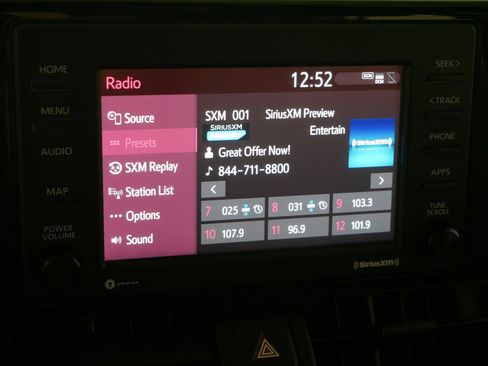 HOME
MENU
AUDIO
MAP
POWER
VOLUME
Radio
12:52
DCM
Source
Presets
SXM Replay
Station List
Options
Sound
SXM 001 SiriusXM Preview
SIRIUSXM
Entertain
Great Offer Now!
844-711-8800
SiriusXM
7 025
8 031
9 103.3
10 107.9
11 96.9
12 101.9
SEEK >
< TRACK
PHONE
APPS
TUNE
SCROLL
SiriusXM